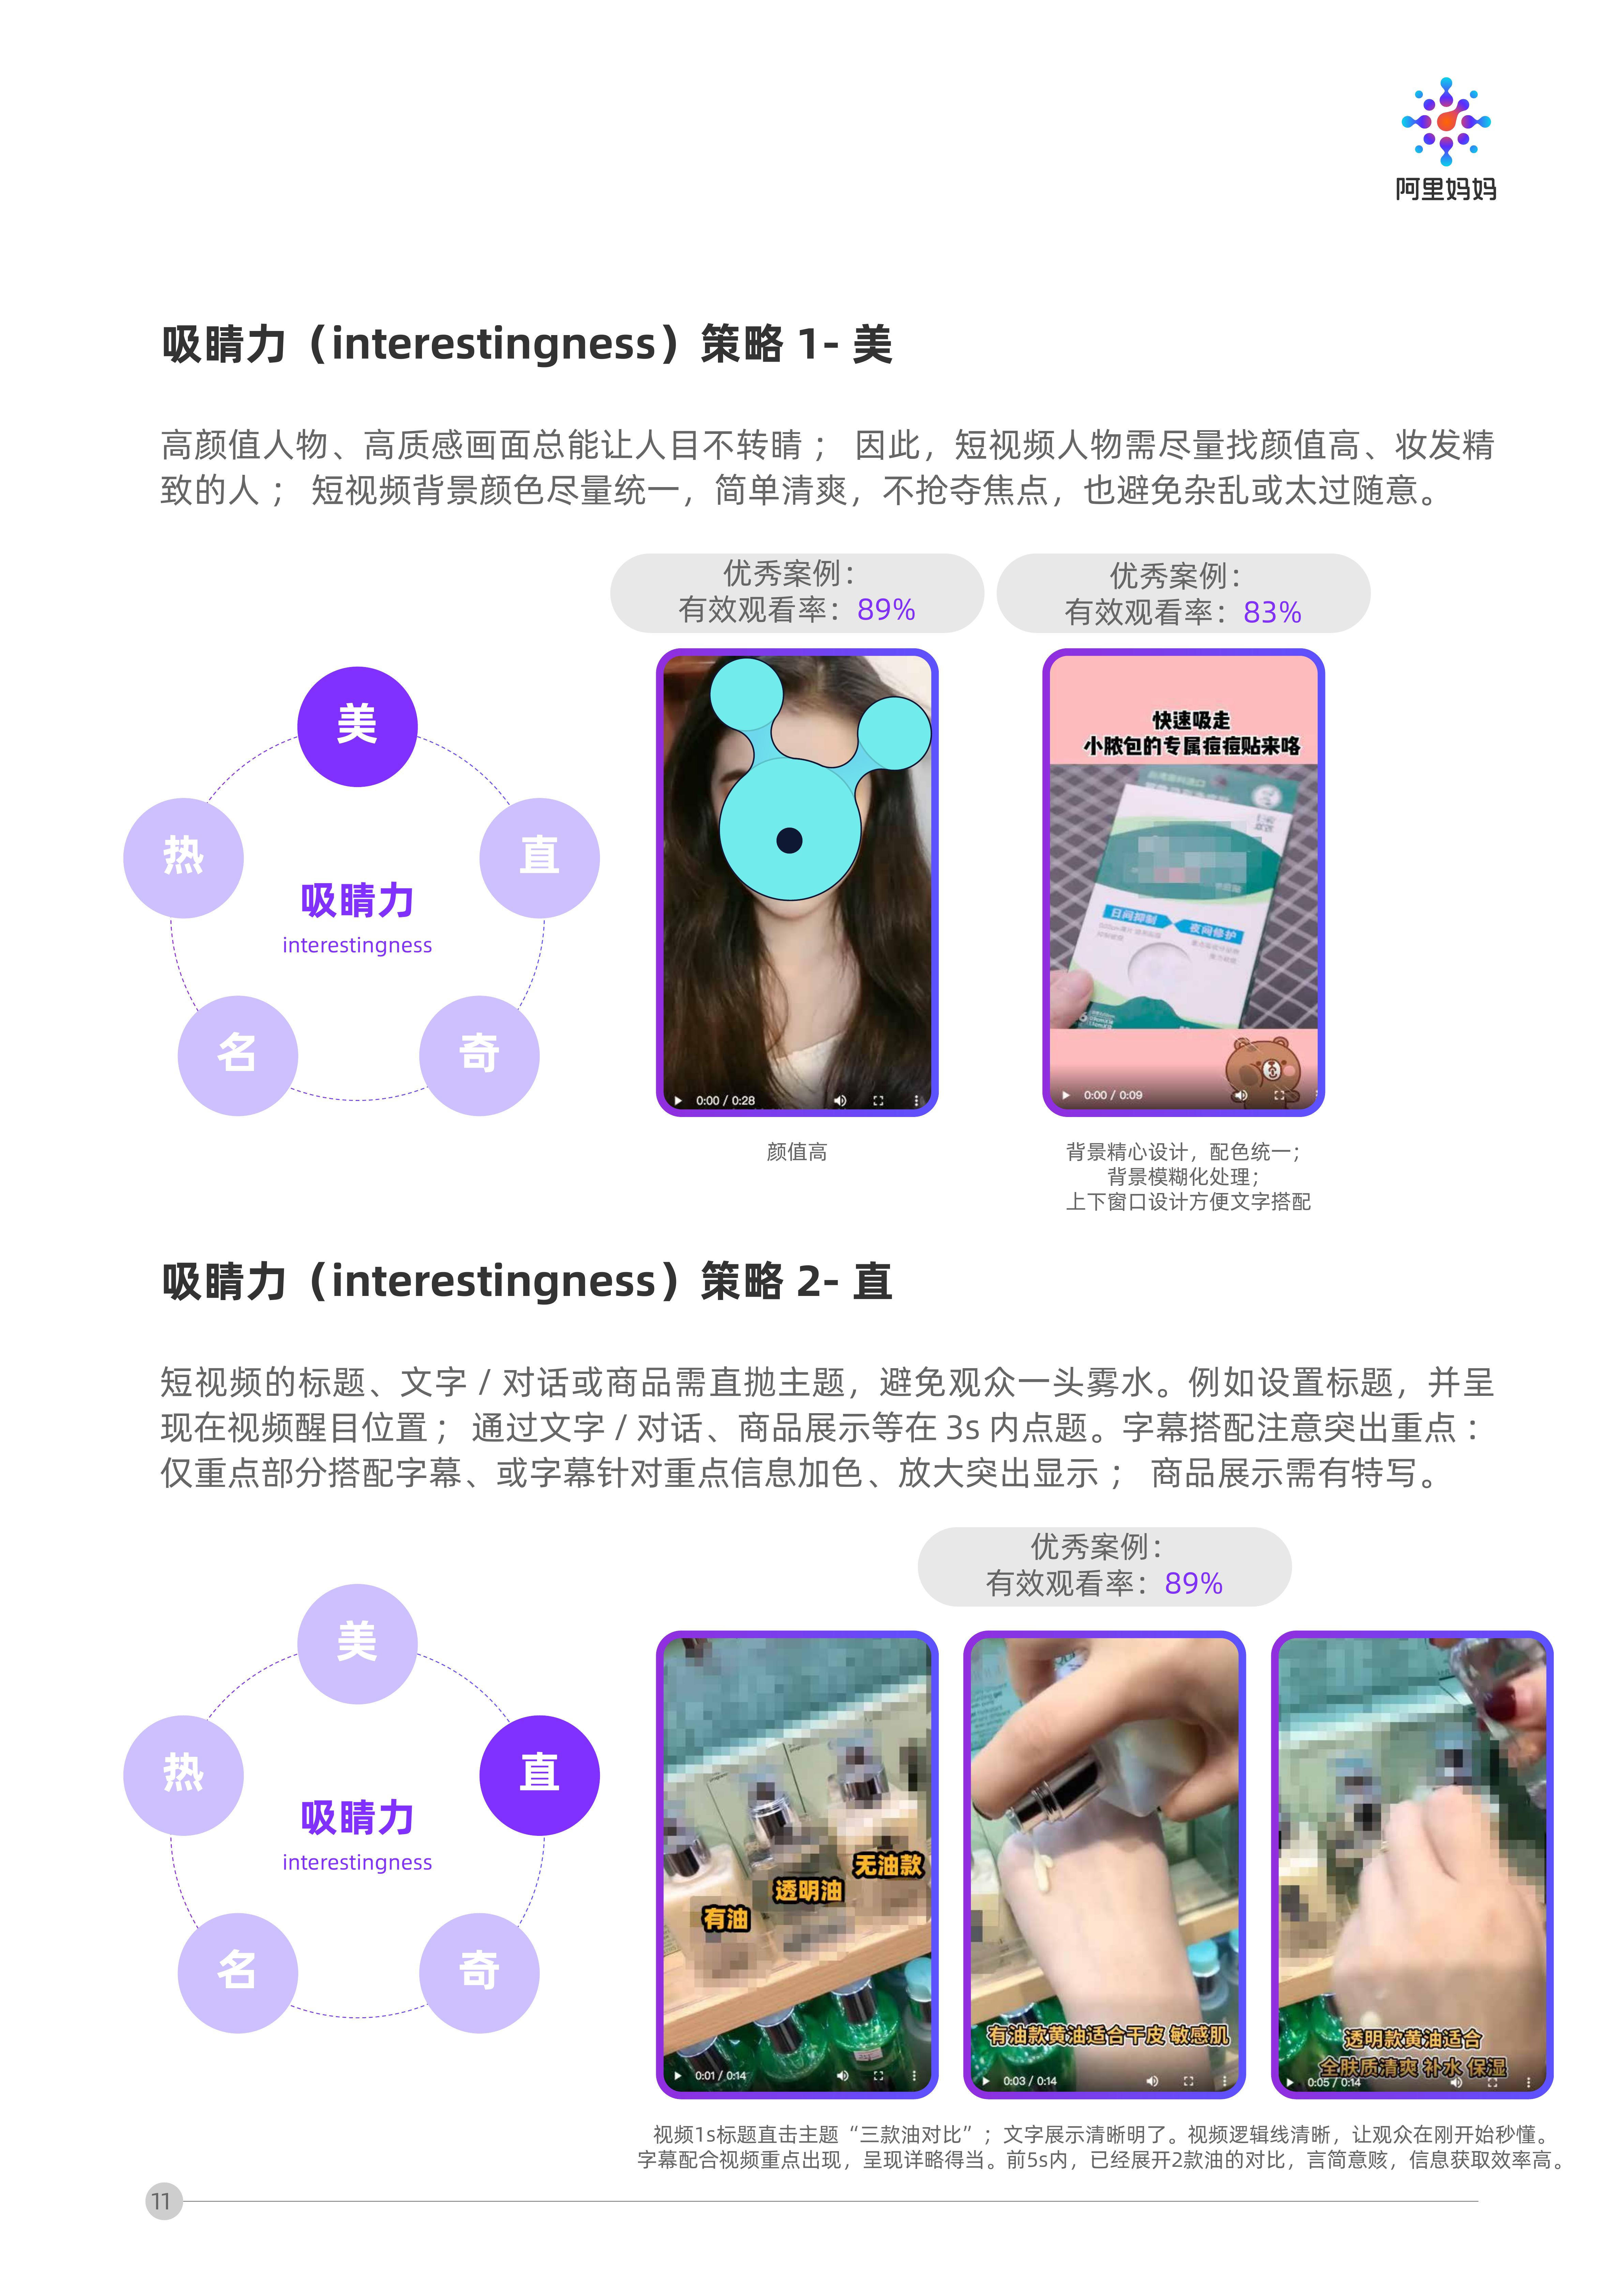 阿里妈妈
吸睛力（interestingness）策略 1- 美
高颜值人物、高质感画面总能让人目不转睛； 因此，短视频人物需尽量找颜值高、妆发精
致的人； 短视频背景颜色尽量统一，简单清爽，不抢夺焦点，也避免杂乱或太过随意。
优秀案例：
有效观看率：89%
优秀案例：
有效观看率：83%
美
热
直
吸睛力
interestingness
名
奇
快速吸走
小脓包的专属痘痘贴来咯
日间抑制
夜间修护
0:00 / 0:28
0:00 / 0:09
颜值高
背景精心设计，配色统一；
背景模糊化处理；
上下窗口设计方便文字搭配
吸睛力（interestingness）策略 2- 直
短视频的标题、文字 / 对话或商品需直抛主题，避免观众一头雾水。例如设置标题，并呈
现在视频醒目位置； 通过文字 / 对话、商品展示等在 3s 内点题。字幕搭配注意突出重点：
仅重点部分搭配字幕、或字幕针对重点信息加色、放大突出显示； 商品展示需有特写。
优秀案例：
有效观看率：89%
美
热
直
吸睛力
interestingness
名
奇
有油
透明油
无油款
0:01 / 0:14
有油款黄油适合干皮 敏感肌
0:03 / 0:14
透明款黄油适合
全肤质清爽 补水 保湿
0:05 / 0:14
视频1s标题直击主题“三款油对比”；文字展示清晰明了。视频逻辑线清晰，让观众在刚开始秒懂。
字幕配合视频重点出现，呈现详略得当。前5s内，已经展开2款油的对比，言简意赅，信息获取效率高。
11